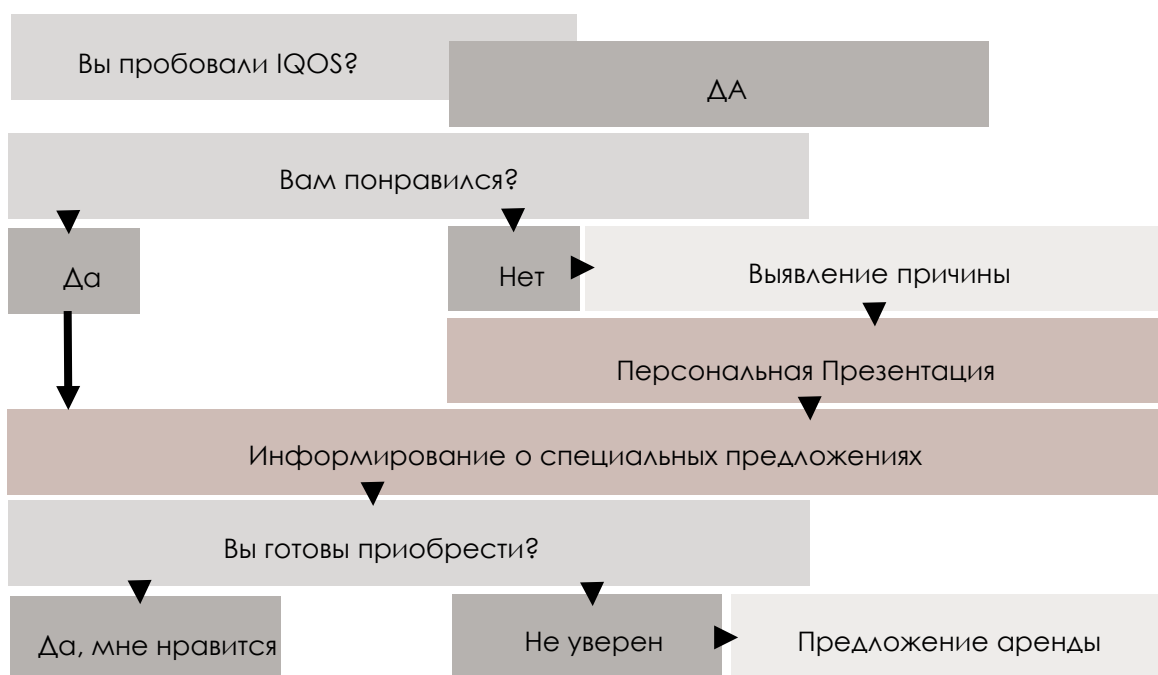 Вы пробовали IQOS?
ДА
Вам понравился?
Да
Нет
Выявление причины
Персональная Презентация
Информирование о специальных предложениях
Вы готовы приобрести?
Да, мне нравится
Не уверен
Предложение аренды